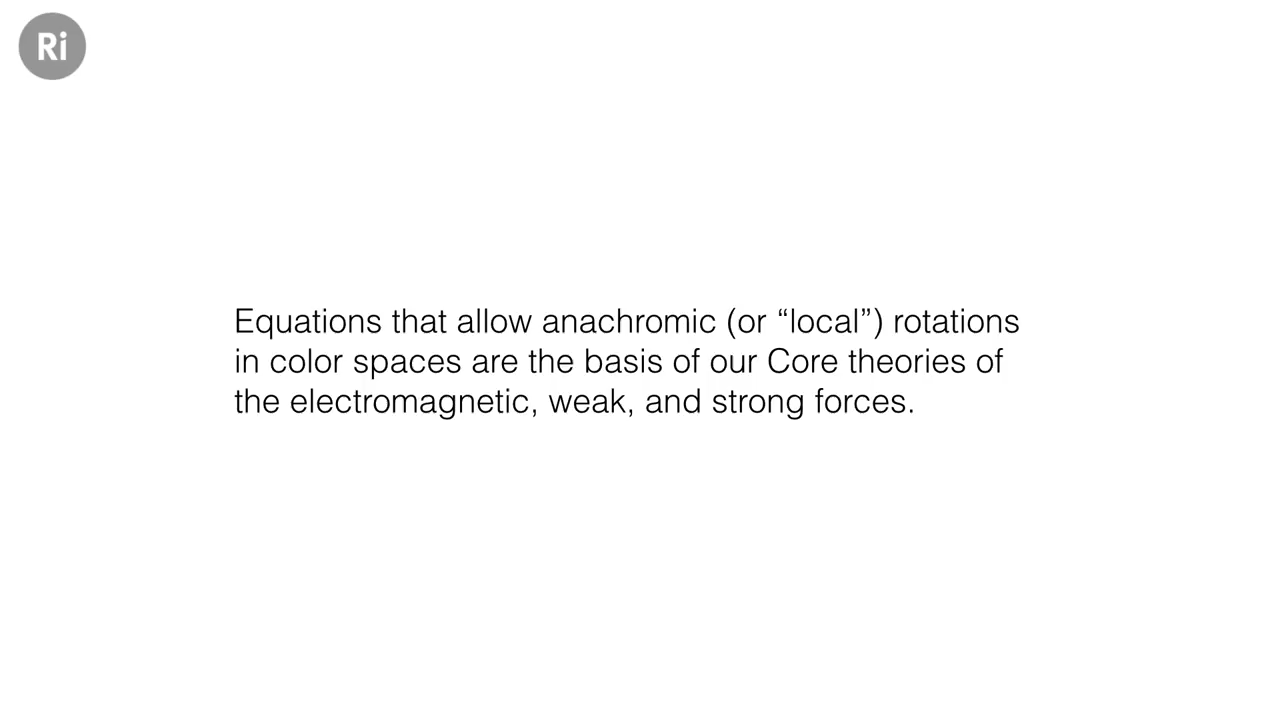 Ri
Equations that allow anachromic (or “local”) rotations
in color spaces are the basis of our Core theories of
the electromagnetic, weak, and strong forces.